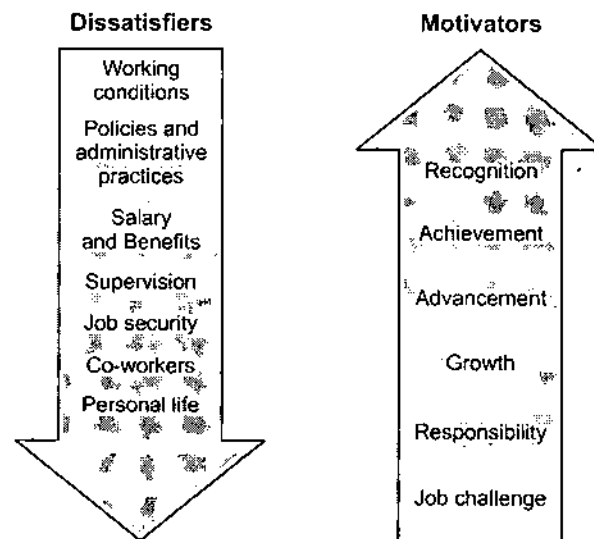 Dissatisfiers
Working
conditions
Policies and
administrative
practices
Salary
and Benefits
Supervision
Job security
Co-workers
Personal life
Motivators
Recognition
Achievement
Advancement
Growth
Responsibility
Job challenge